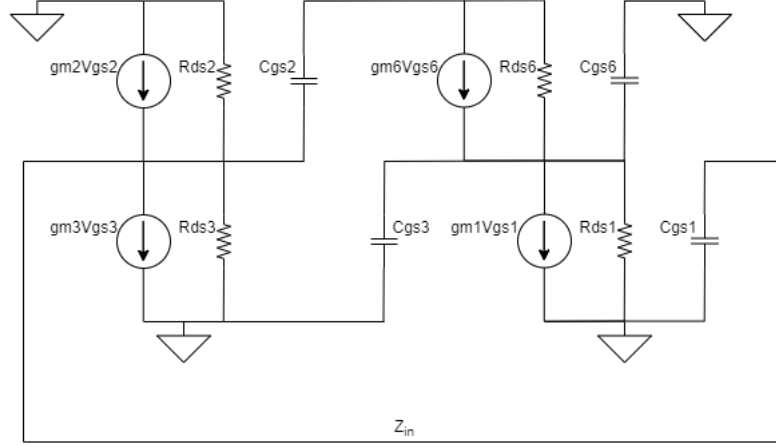 gm2Vgs2
Rds2
Cgs2
gm6Vgs6
Rds6
Cgs6
gm3Vgs3
Rds3
Cgs3
gm1Vgs1
Rds1
Cgs1
Zin